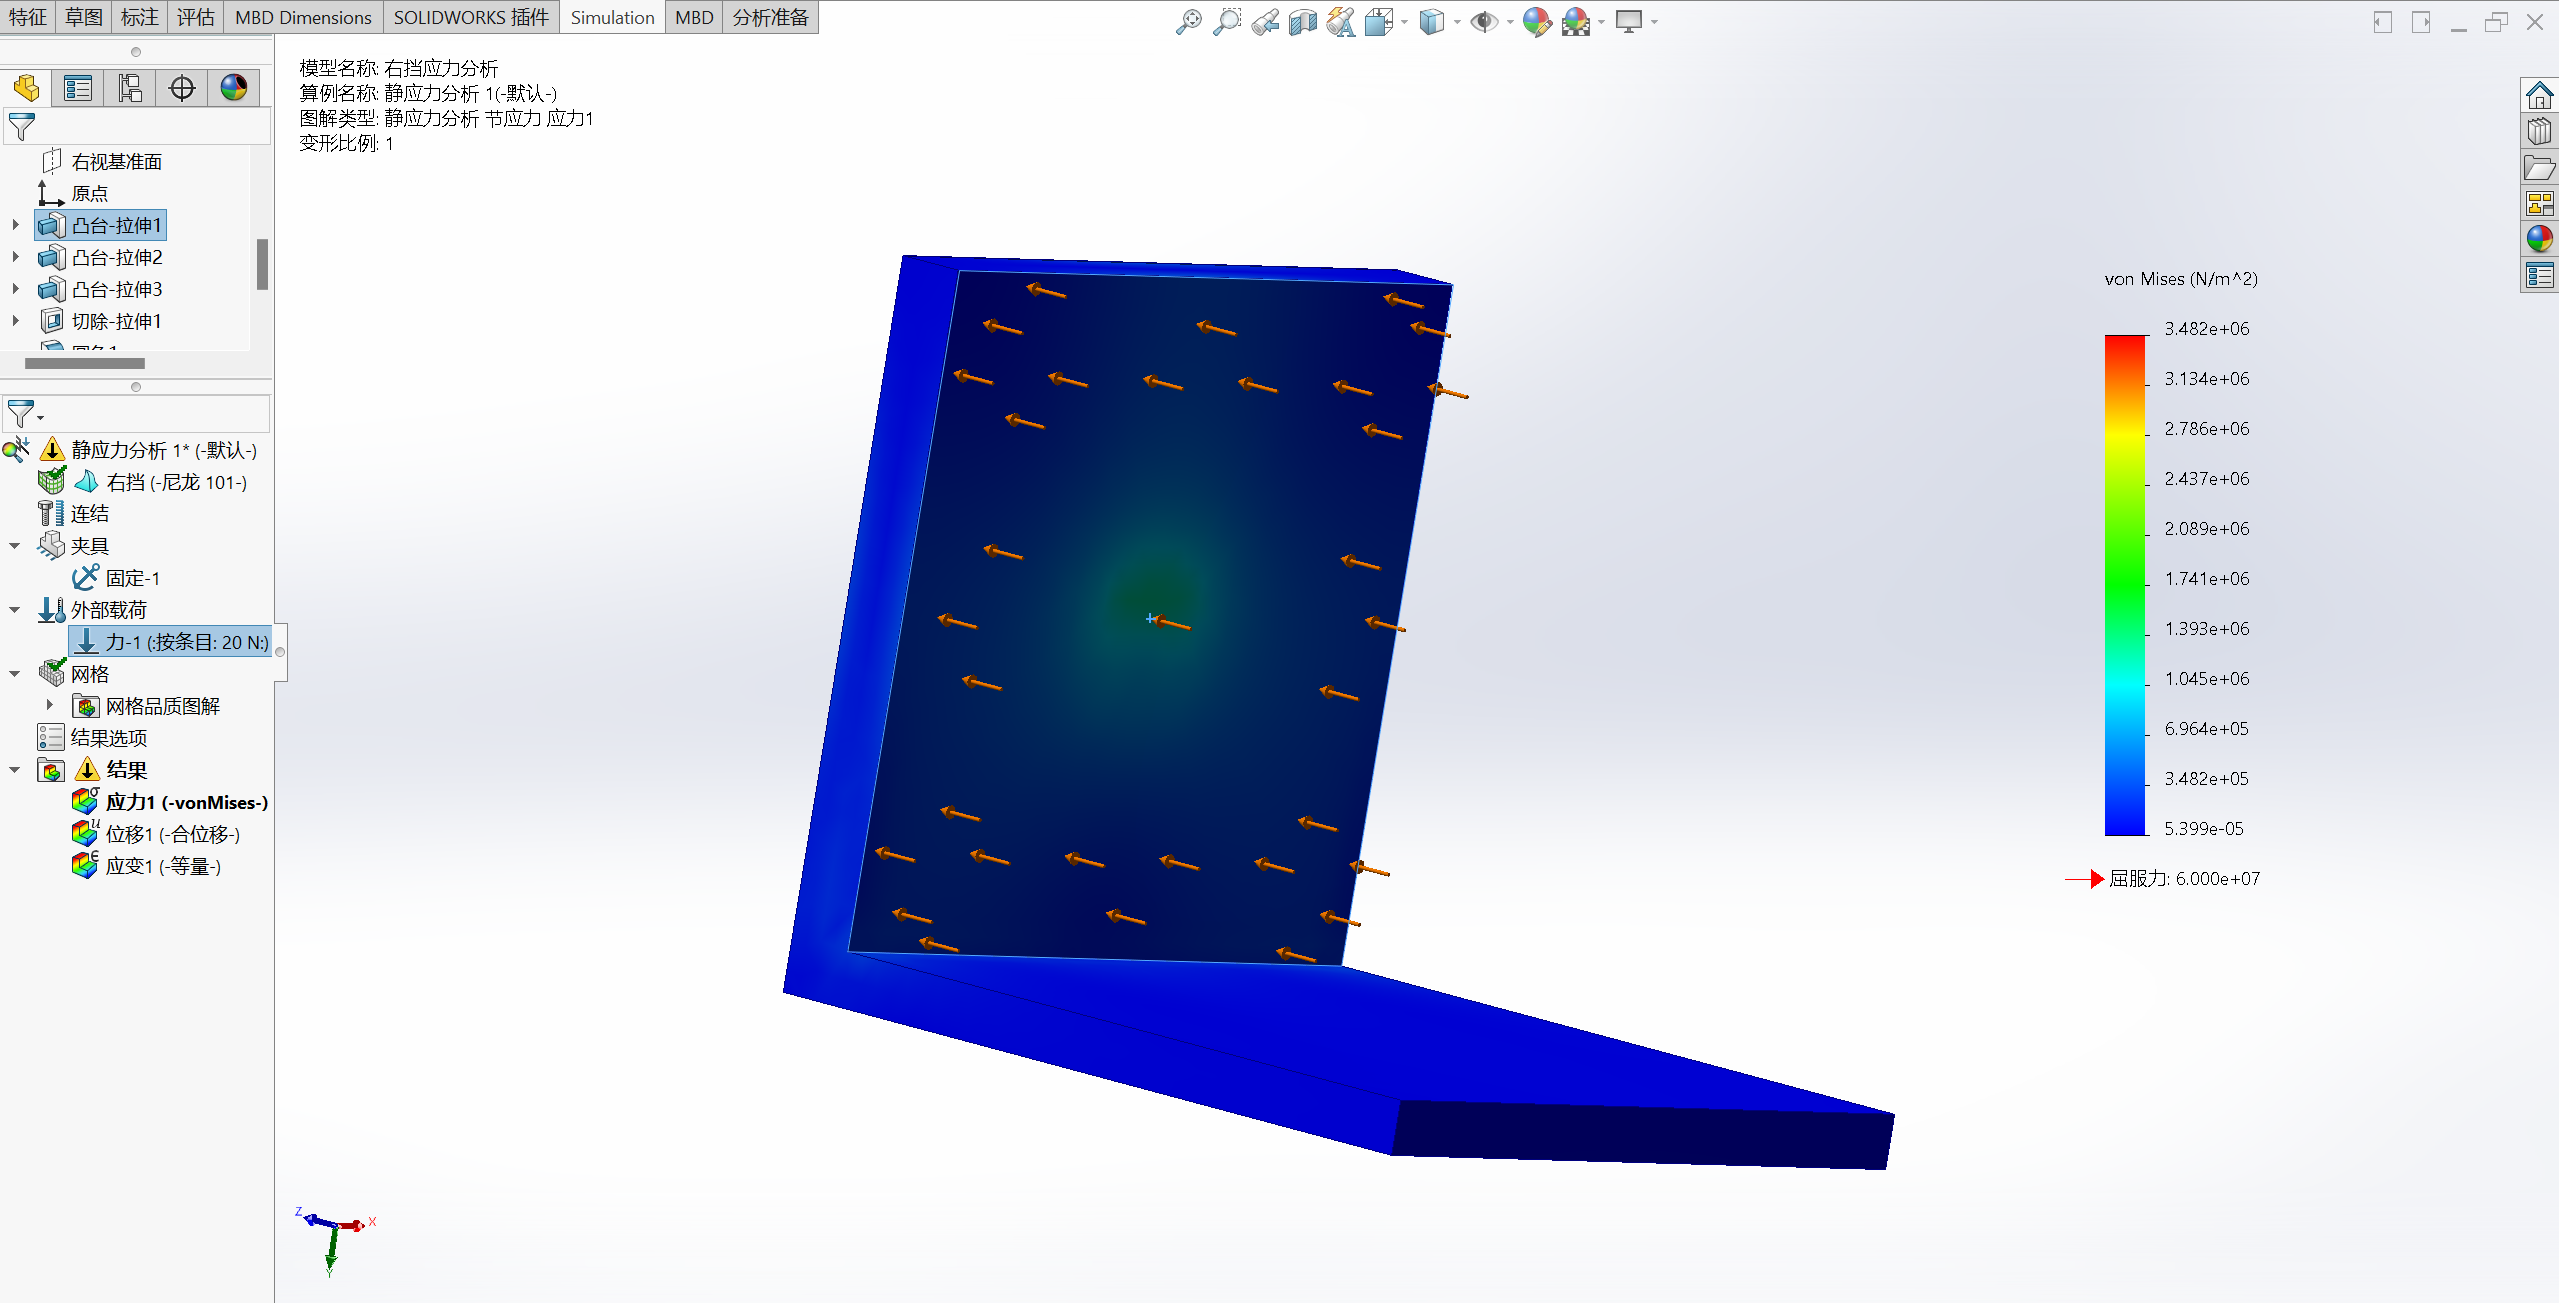 特征 草图 标注 评估 MBD Dimensions SOLIDWORKS 插件 Simulation MBD 分析准备
模型名称: 右挡应力分析
算例名称: 静应力分析 1(-默认-)
图解类型: 静应力分析 节应力 应力1
变形比例: 1
右视基准面
原点
凸台-拉伸1
凸台-拉伸2
凸台-拉伸3
切除-拉伸1
静应力分析 1* (-默认-)
右挡 (-尼龙 101-)
连结
夹具
固定-1
外部载荷
力-1 (:按条目: 20 N:)
网格
网格品质图解
结果选项
结果
应力1 (-vonMises-)
位移1 (-合位移-)
应变1 (-等量-)
von Mises (N/m^2)
3.482e+06
3.134e+06
2.786e+06
2.437e+06
2.089e+06
1.741e+06
1.393e+06
1.045e+06
6.964e+05
3.482e+05
5.399e-05
屈服力: 6.000e+07
Z
X
Y